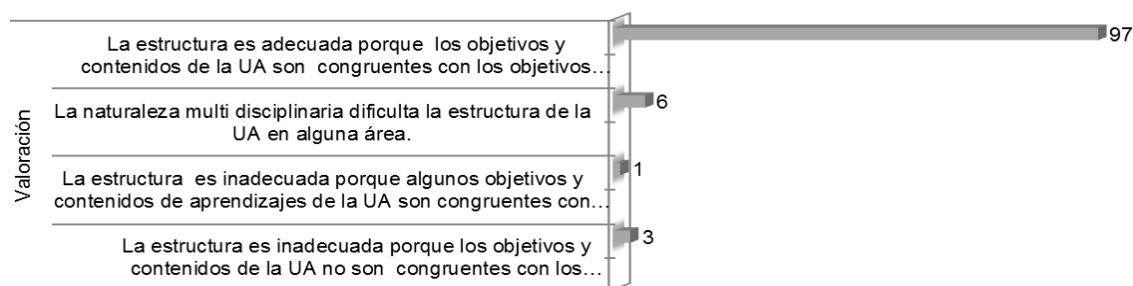 Valoración
La estructura es adecuada porque los objetivos y
contenidos de la UA son congruentes con los objetivos…
97
La naturaleza multi disciplinaria dificulta la estructura de la
UA en alguna área.
6
La estructura es inadecuada porque algunos objetivos y
contenidos de aprendizajes de la UA son congruentes con…
1
La estructura es inadecuada porque los objetivos y
contenidos de la UA no son congruentes con los…
3